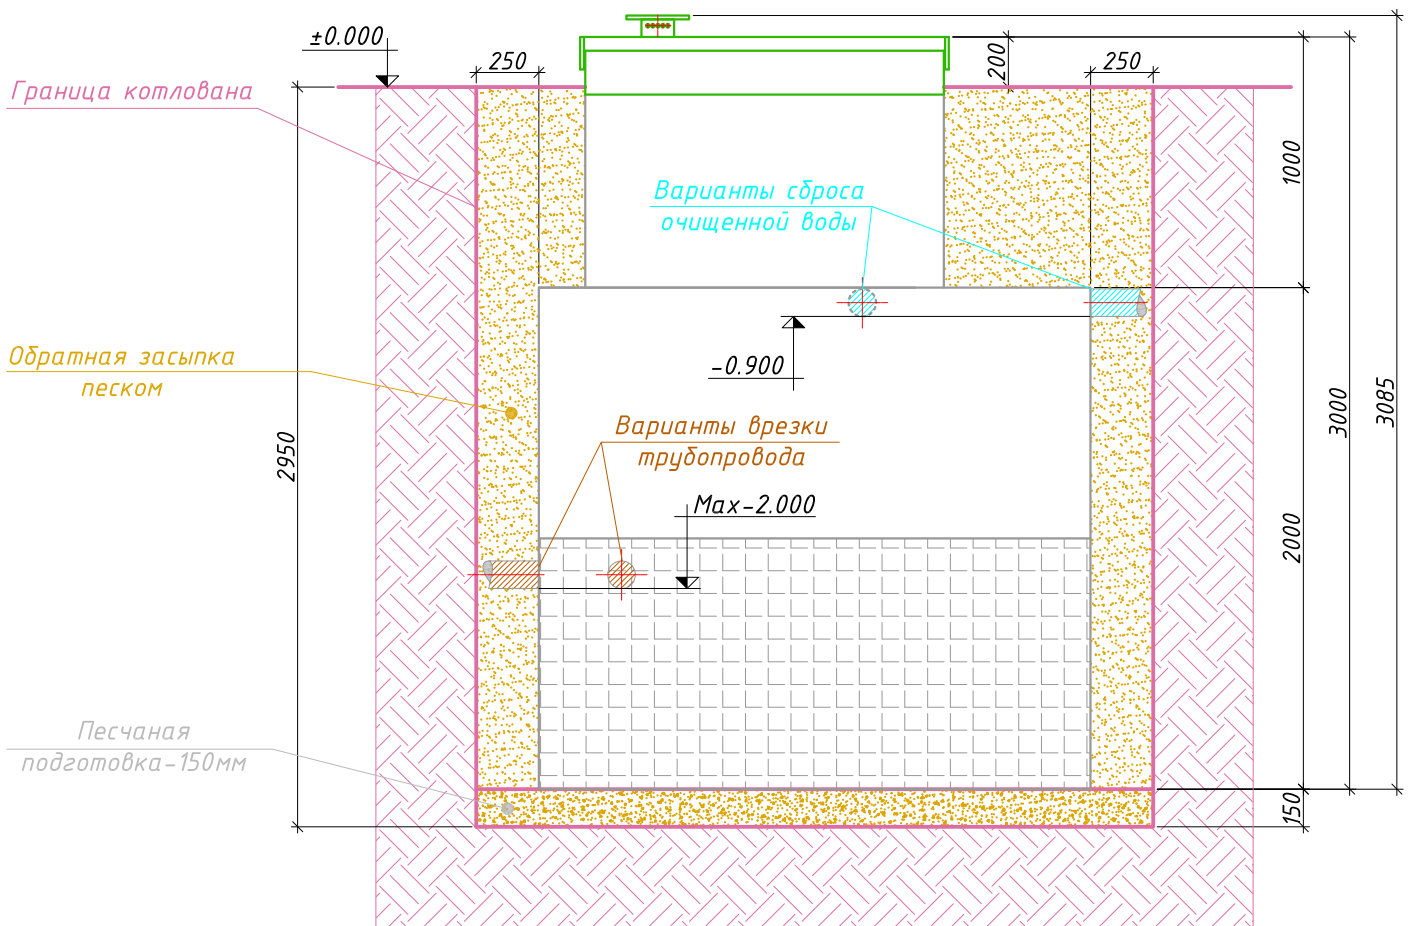 ±0.000
250
200
250
Граница котлована
1000
Варианты сброса
очищенной воды
Обратная засыпка
песком
-0.900
3000
3085
Варианты врезки
трубопровода
2950
Max-2.000
2000
Песчаная
подготовка-150мм
150